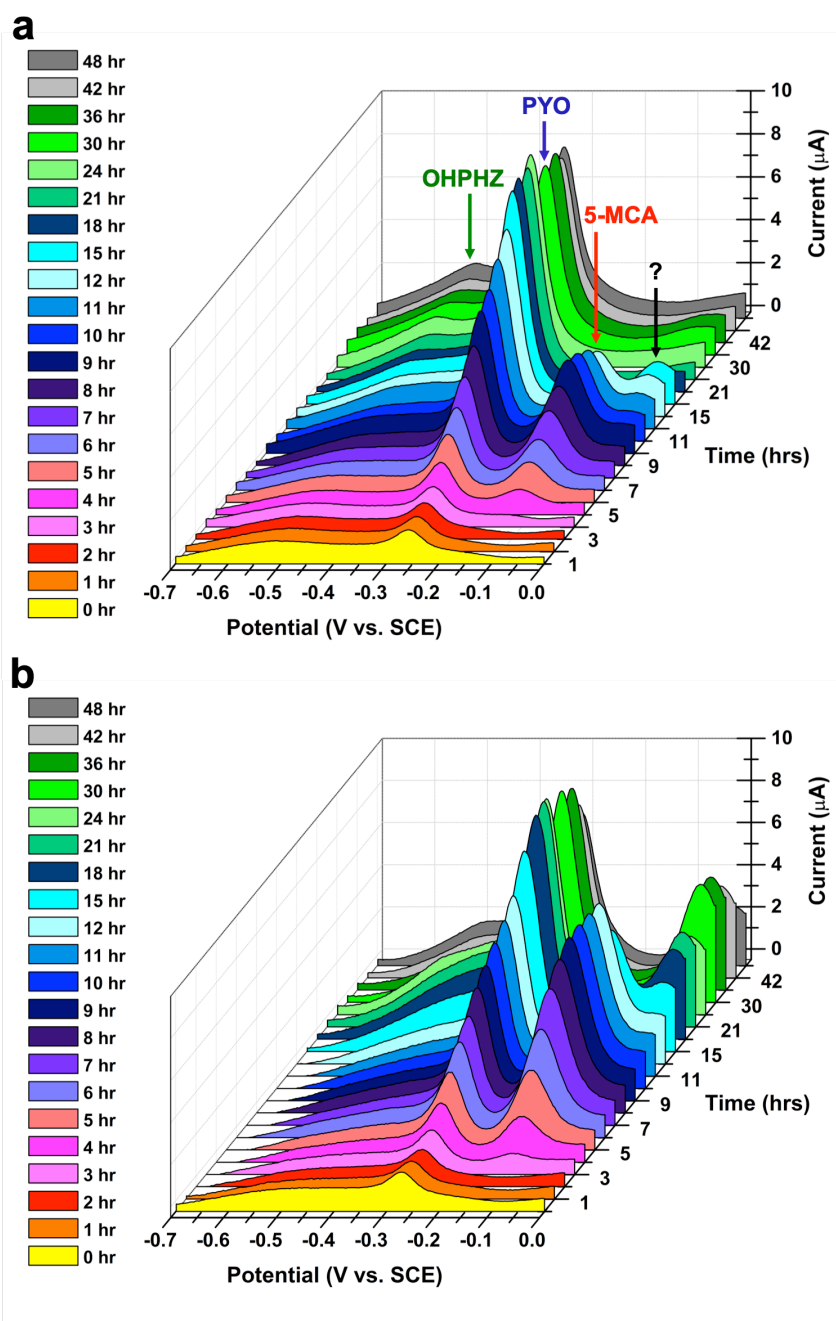 a
48 hr
42 hr
36 hr
30 hr
24 hr
21 hr
18 hr
15 hr
12 hr
11 hr
10 hr
9 hr
8 hr
7 hr
6 hr
5 hr
4 hr
3 hr
2 hr
1 hr
0 hr
PYO
OHPHZ
5-MCA
?
10
8
6
4
2
0
Current (µA)
42
30
21
15
11
9
7
5
3
1
Time (hrs)
-0.7 -0.6 -0.5 -0.4 -0.3 -0.2 -0.1 0.0
Potential (V vs. SCE)
b
48 hr
42 hr
36 hr
30 hr
24 hr
21 hr
18 hr
15 hr
12 hr
11 hr
10 hr
9 hr
8 hr
7 hr
6 hr
5 hr
4 hr
3 hr
2 hr
1 hr
0 hr
10
8
6
4
2
0
Current (µA)
42
30
21
15
11
9
7
5
3
1
Time (hrs)
-0.7 -0.6 -0.5 -0.4 -0.3 -0.2 -0.1 0.0
Potential (V vs. SCE)